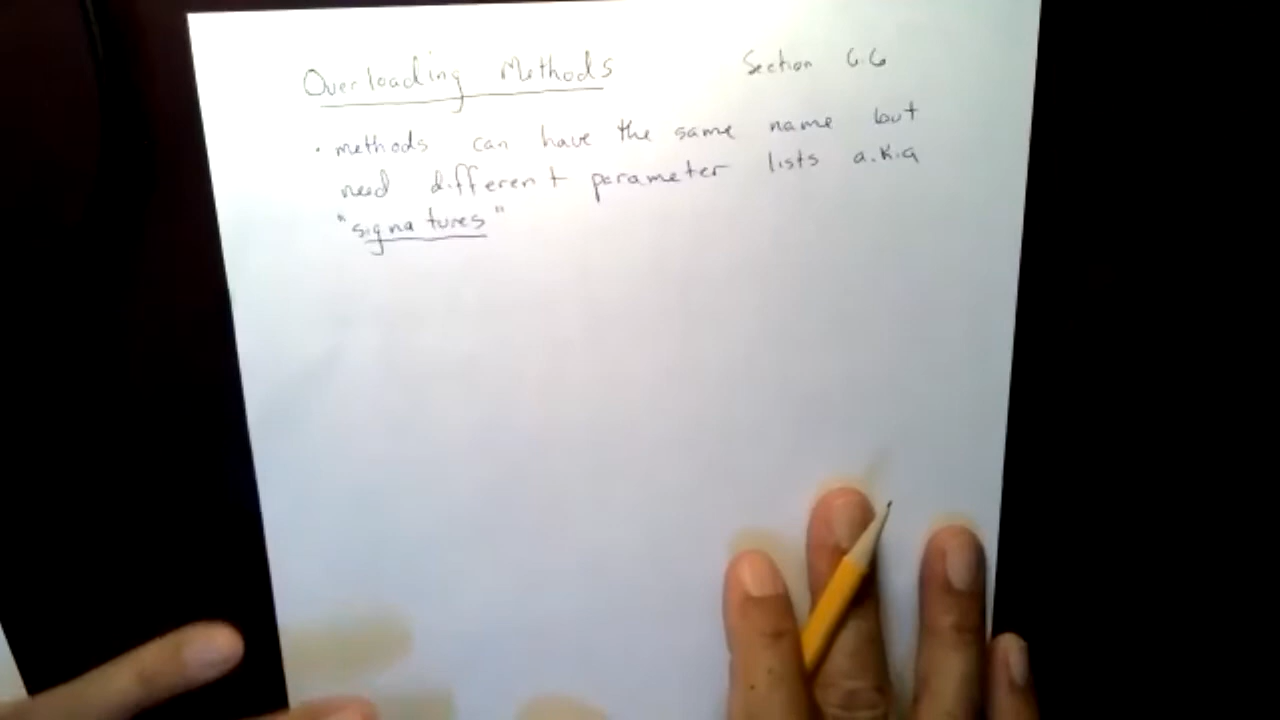 Overloading Methods Section 6.6
• methods can have the same name but
need different parameter lists a.k.a
"signatures"